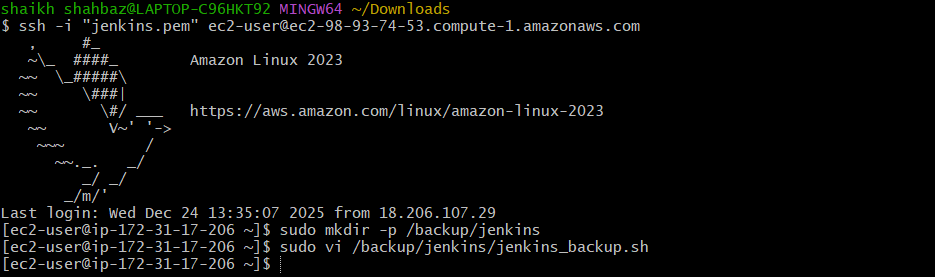 shaikh shahbaz@LAPTOP-C96HKT92 MINGW64 ~/Downloads
$ ssh -i "jenkins.pem" ec2-user@ec2-98-93-74-53.compute-1.amazonaws.com
   ,     #_
   ~\_  ####_        Amazon Linux 2023
  ~~  \_#####\
  ~~     \###|
  ~~       \#/ ___   https://aws.amazon.com/linux/amazon-linux-2023
   ~~       V~' '->
    ~~~         /
      ~~._.   _/
         _/ _/
       _/m/'
Last login: Wed Dec 24 13:35:07 2025 from 18.206.107.29
[ec2-user@ip-172-31-17-206 ~]$ sudo mkdir -p /backup/jenkins
[ec2-user@ip-172-31-17-206 ~]$ sudo vi /backup/jenkins/jenkins_backup.sh
[ec2-user@ip-172-31-17-206 ~]$